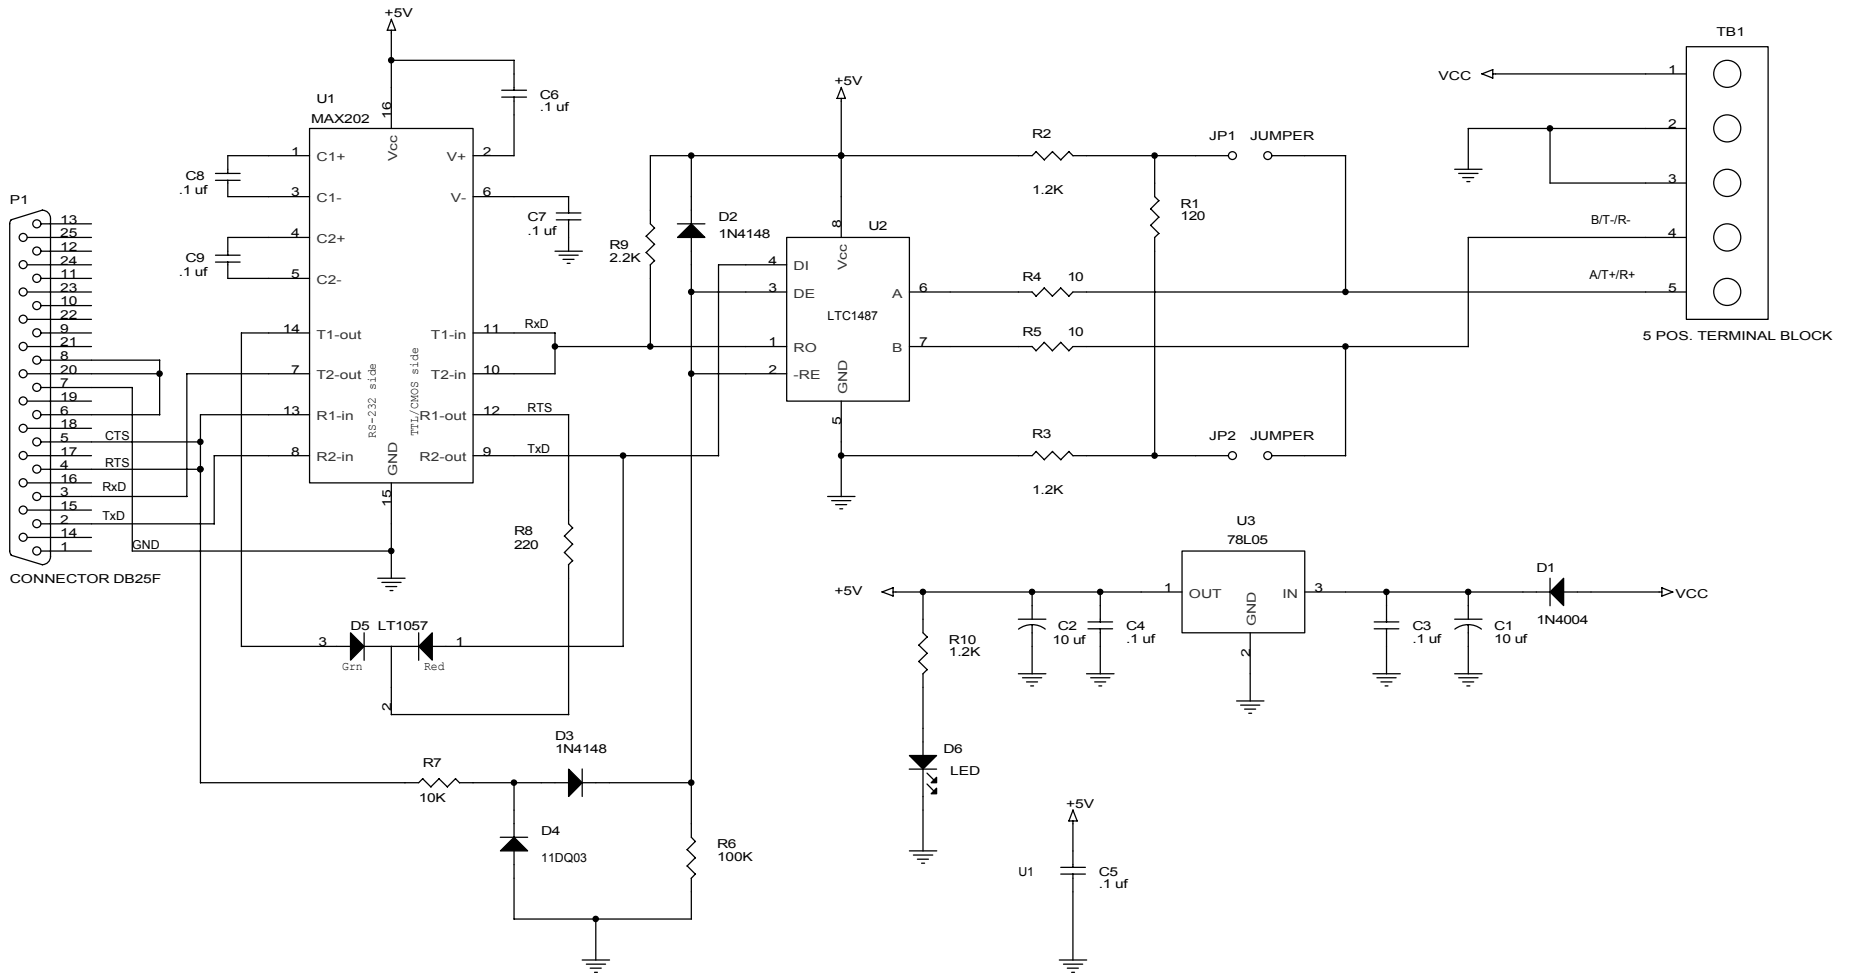 P1
13
25
12
24
11
23
10
22
9
21
8
20
7
19
6
18
5
17
4
16
3
15
2
14
1
CTS
RTS
RxD
TxD
GND
CONNECTOR DB25F
+5V
U1
MAX202
16
Vcc
1 C1+
3 C1-
4 C2+
5 C2-
14 T1-out
7 T2-out
13 R1-in
8 R2-in
V+ 2
V- 6
T1-in 11 RxD
T2-in 10
R1-out 12 RTS
R2-out 9 TxD
RS-232 side
TTL/CMOS side
GND
15
C8
.1 uf
C9
.1 uf
C6
.1 uf
C7
.1 uf
R9
2.2K
D2
1N4148
R8
220
D5 LT1057
3
1
2
Grn
Red
D3
1N4148
R7
10K
D4
11DQ03
R6
100K
+5V
8
U2
Vcc
4 DI
3 DE
1 RO
2 -RE
LTC1487
A 6
B 7
GND
5
R2
1.2K
R1
120
R4 10
R5 10
R3
1.2K
JP1 JUMPER
JP2 JUMPER
TB1
VCC
1
2
3
B/T-/R-
4
A/T+/R+
5
5 POS. TERMINAL BLOCK
U3
78L05
1 OUT
IN 3
GND
2
+5V
R10
1.2K
C2
10 uf
C4
.1 uf
C3
.1 uf
C1
10 uf
D1
1N4004
VCC
D6
LED
+5V
U1
C5
.1 uf